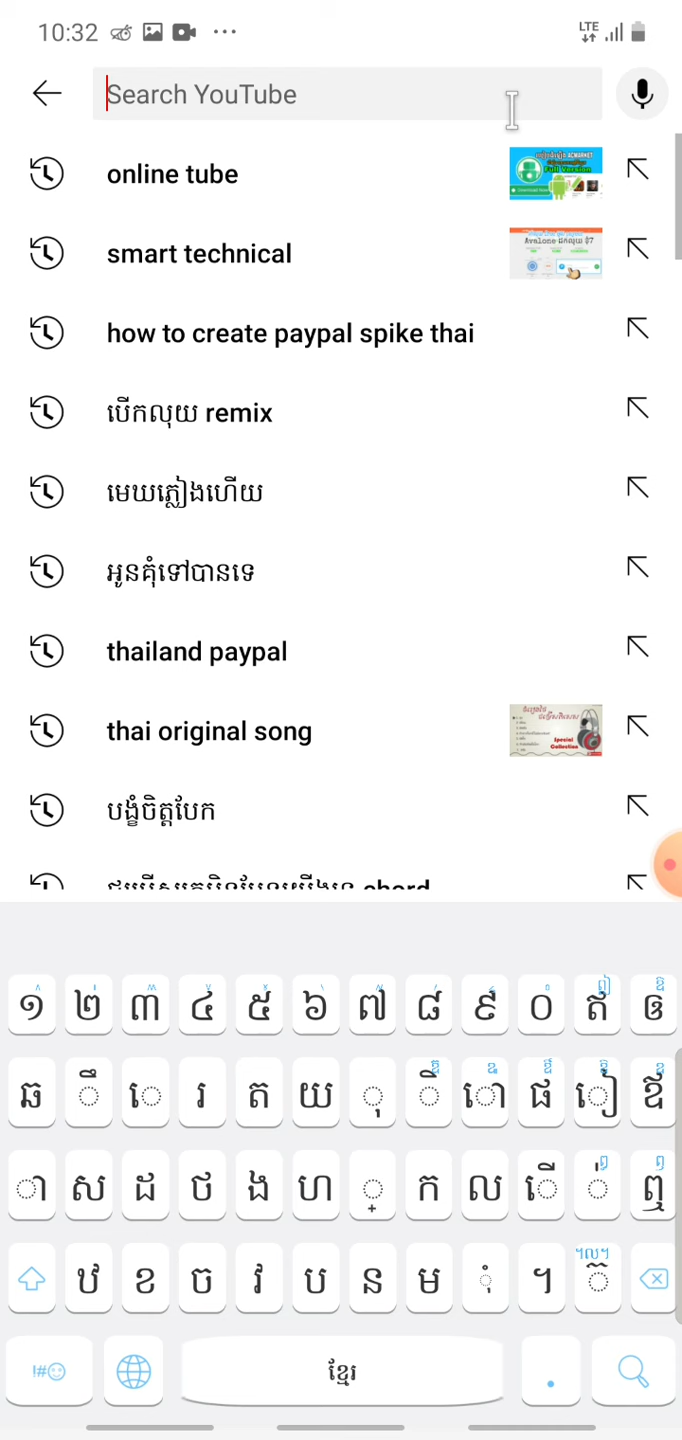 10:32
LTE
Search YouTube
online tube
smart technical
how to create paypal spike thai
បើកលុយ remix
មេឃភ្លៀងហើយ
អូនគុំទៅបានទេ
thailand paypal
thai original song
Special
Collection
បង្ខំចិត្តបែក
១ ២ ៣ ៤ ៥ ៦ ៧ ៨ ៩ ០ ឥ ឲ
ឆ ឹ េ រ ត យ ុ ិ ោ ផ ៀ ឪ
ា ស ដ ថ ង ហ ្ ក ល ើ ់ ឮ
ឋ ខ ច វ ប ន ម ុំ ។ ៊
!#☺ ខ្មែរ .